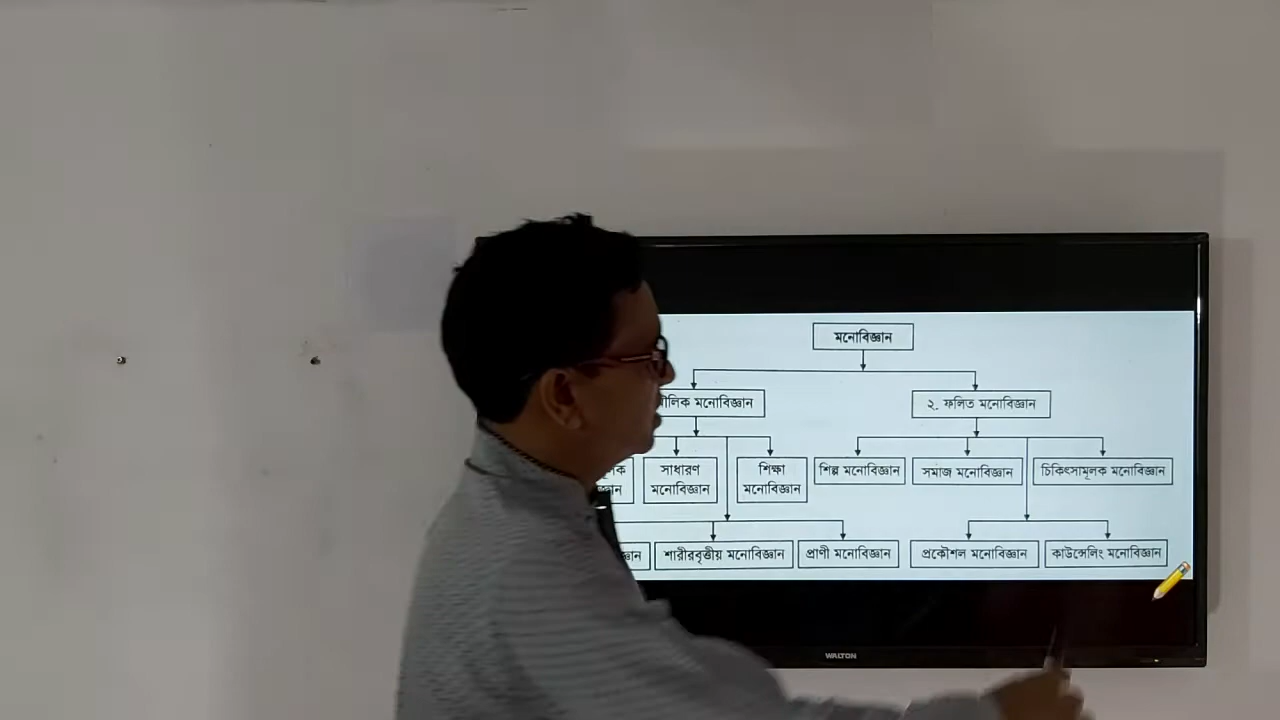 মনোবিজ্ঞান
মৌলিক মনোবিজ্ঞান
২. ফলিত মনোবিজ্ঞান
সাধারণ
মনোবিজ্ঞান
শিক্ষা
মনোবিজ্ঞান
শিল্প মনোবিজ্ঞান
সমাজ মনোবিজ্ঞান
চিকিৎসামূলক মনোবিজ্ঞান
শারীরবৃত্তীয় মনোবিজ্ঞান
প্রাণী মনোবিজ্ঞান
প্রকৌশল মনোবিজ্ঞান
কাউন্সেলিং মনোবিজ্ঞান
WALTON